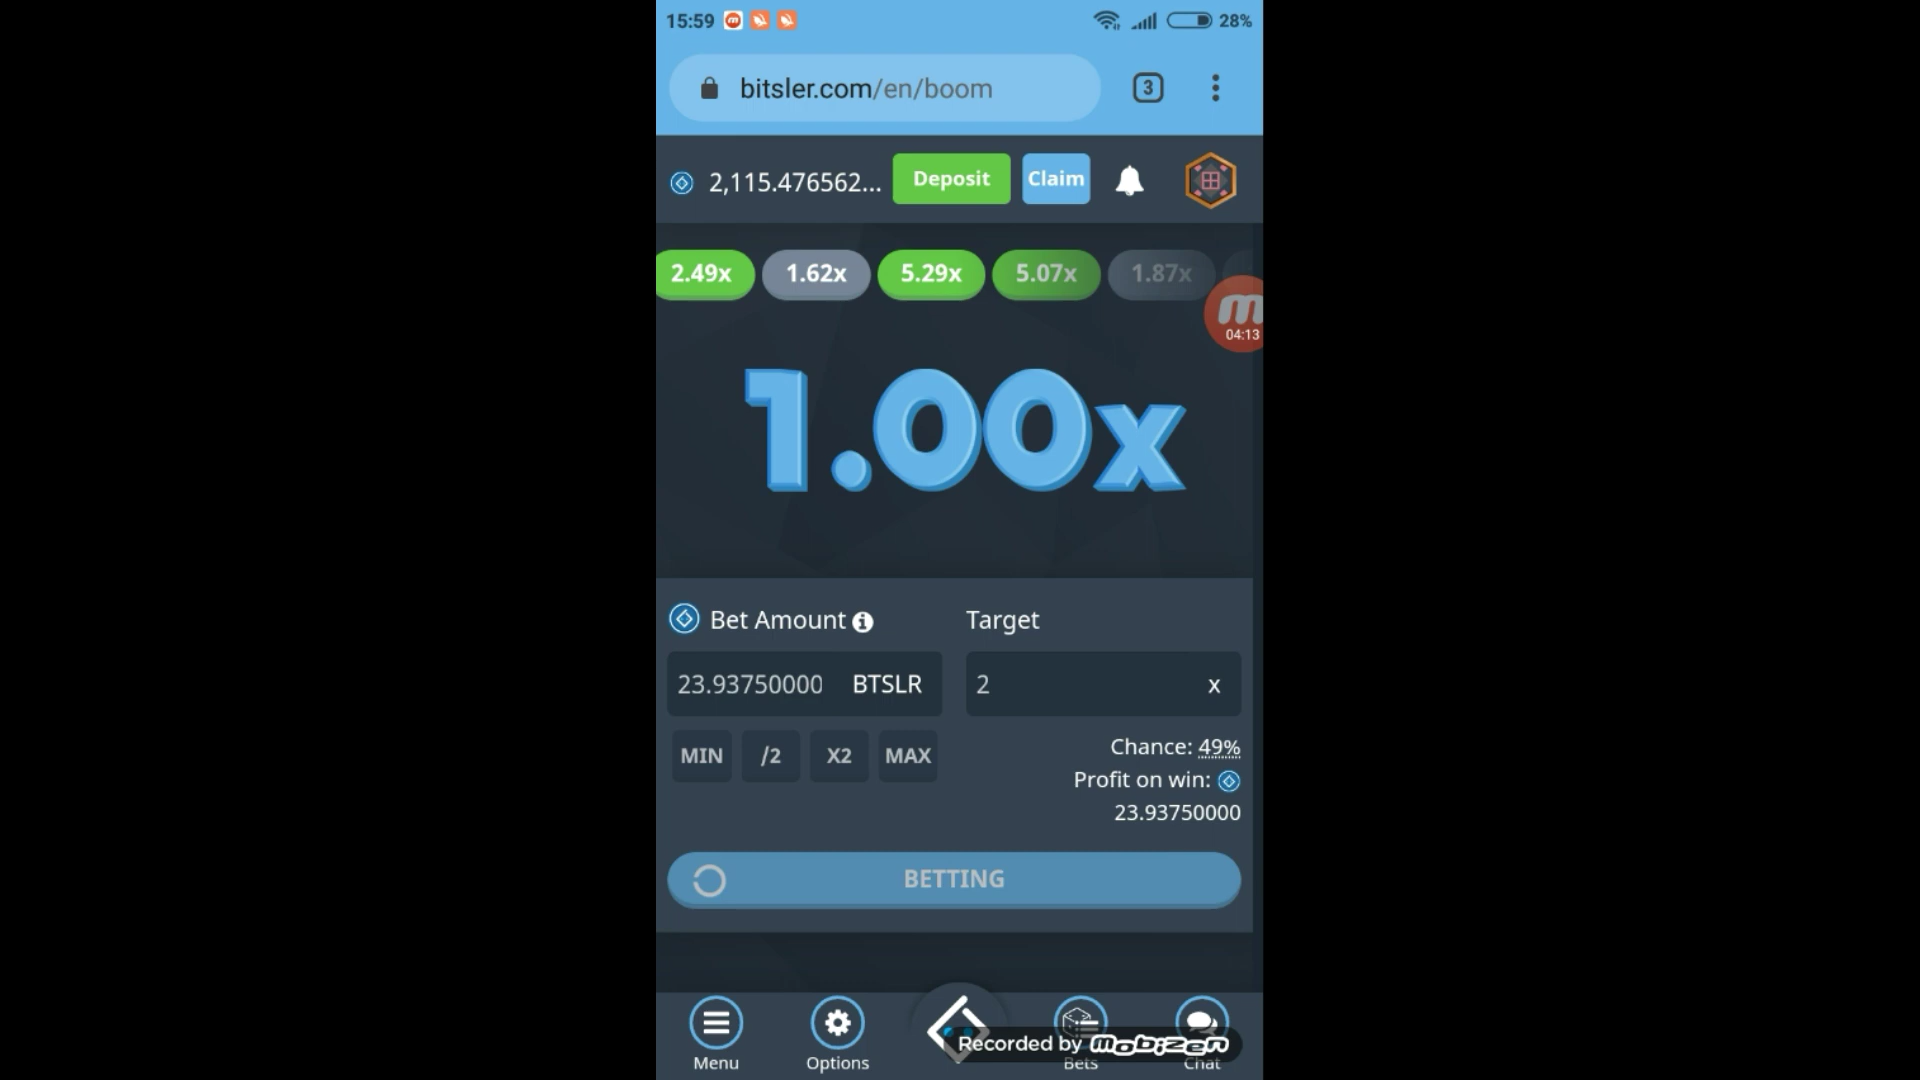 15:59 28%
bitsler.com/en/boom 3
2,115.476562... Deposit Claim
2.49x 1.62x 5.29x 5.07x 1.87x
m
04:13
1.00x
Bet Amount Target
23.93750000 BTSLR 2 x
MIN /2 X2 MAX
Chance: 49%
Profit on win:
23.93750000
BETTING
Recorded by mobizen
Menu Options Bets Chat